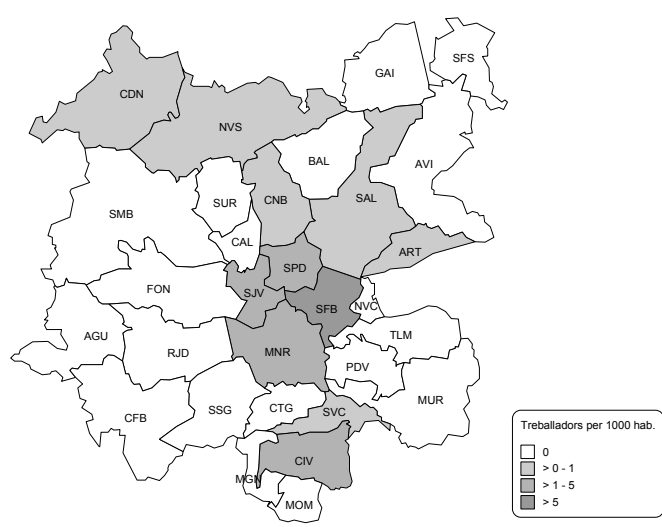 SFS
GAI
CDN
NVS
BAL
AVI
SUR
CNB
SAL
SMB
CAL
ART
SPD
FON
SJV
SFB
NVC
AGU
TLM
RJD
MNR
PDV
MUR
CFB
SSG
CTG
SVC
CIV
MGN
MOM
Treballadors per 1000 hab.
0
> 0 - 1
> 1 - 5
> 5